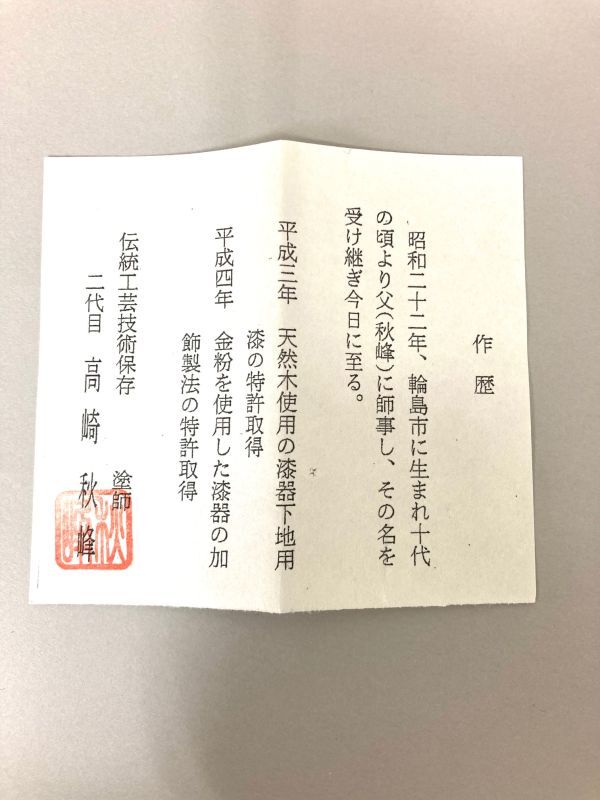 作歴
昭和二十二年、輪島市に生まれ十代
の頃より父(秋峰)に師事し、その名を
受け継ぎ今日に至る。
平成三年 天然木使用の漆器下地用
漆の特許取得
平成四年 金粉を使用した漆器の加
飾製法の特許取得
伝統工芸技術保存 塗師
二代目 高崎秋峰